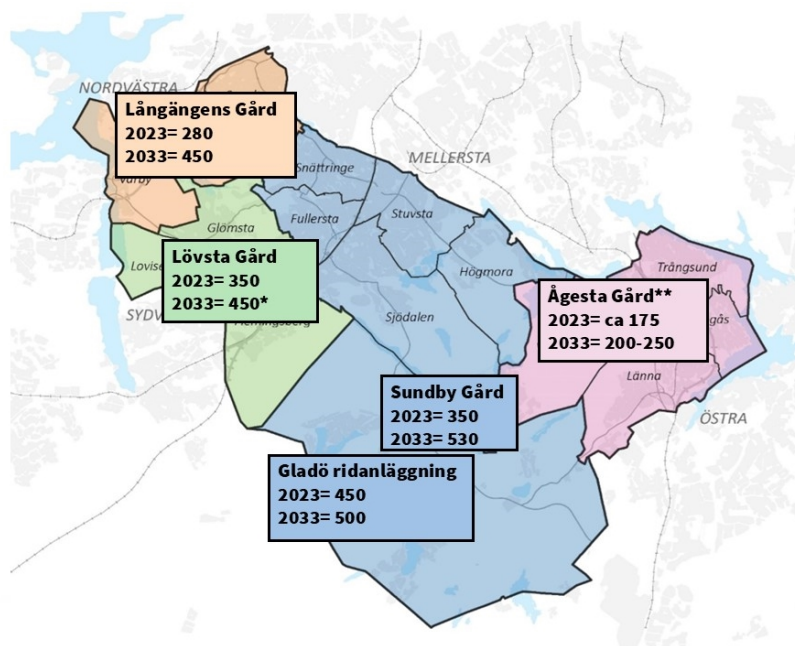 NORDVÄSTRA
Långängens Gård
2023= 280
2033= 450
MELLERSTA
Snättringe
Vårby
Fullersta
Stuvsta
Glömsta
Lövsta Gård
2023= 350
2033= 450*
Högmora
Trångsund
Ågesta Gård**
2023= ca 175
2033= 200-250
Sjödalen
Länna
Sundby Gård
2023= 350
2033= 530
ÖSTRA
Gladö ridanläggning
2023= 450
2033= 500